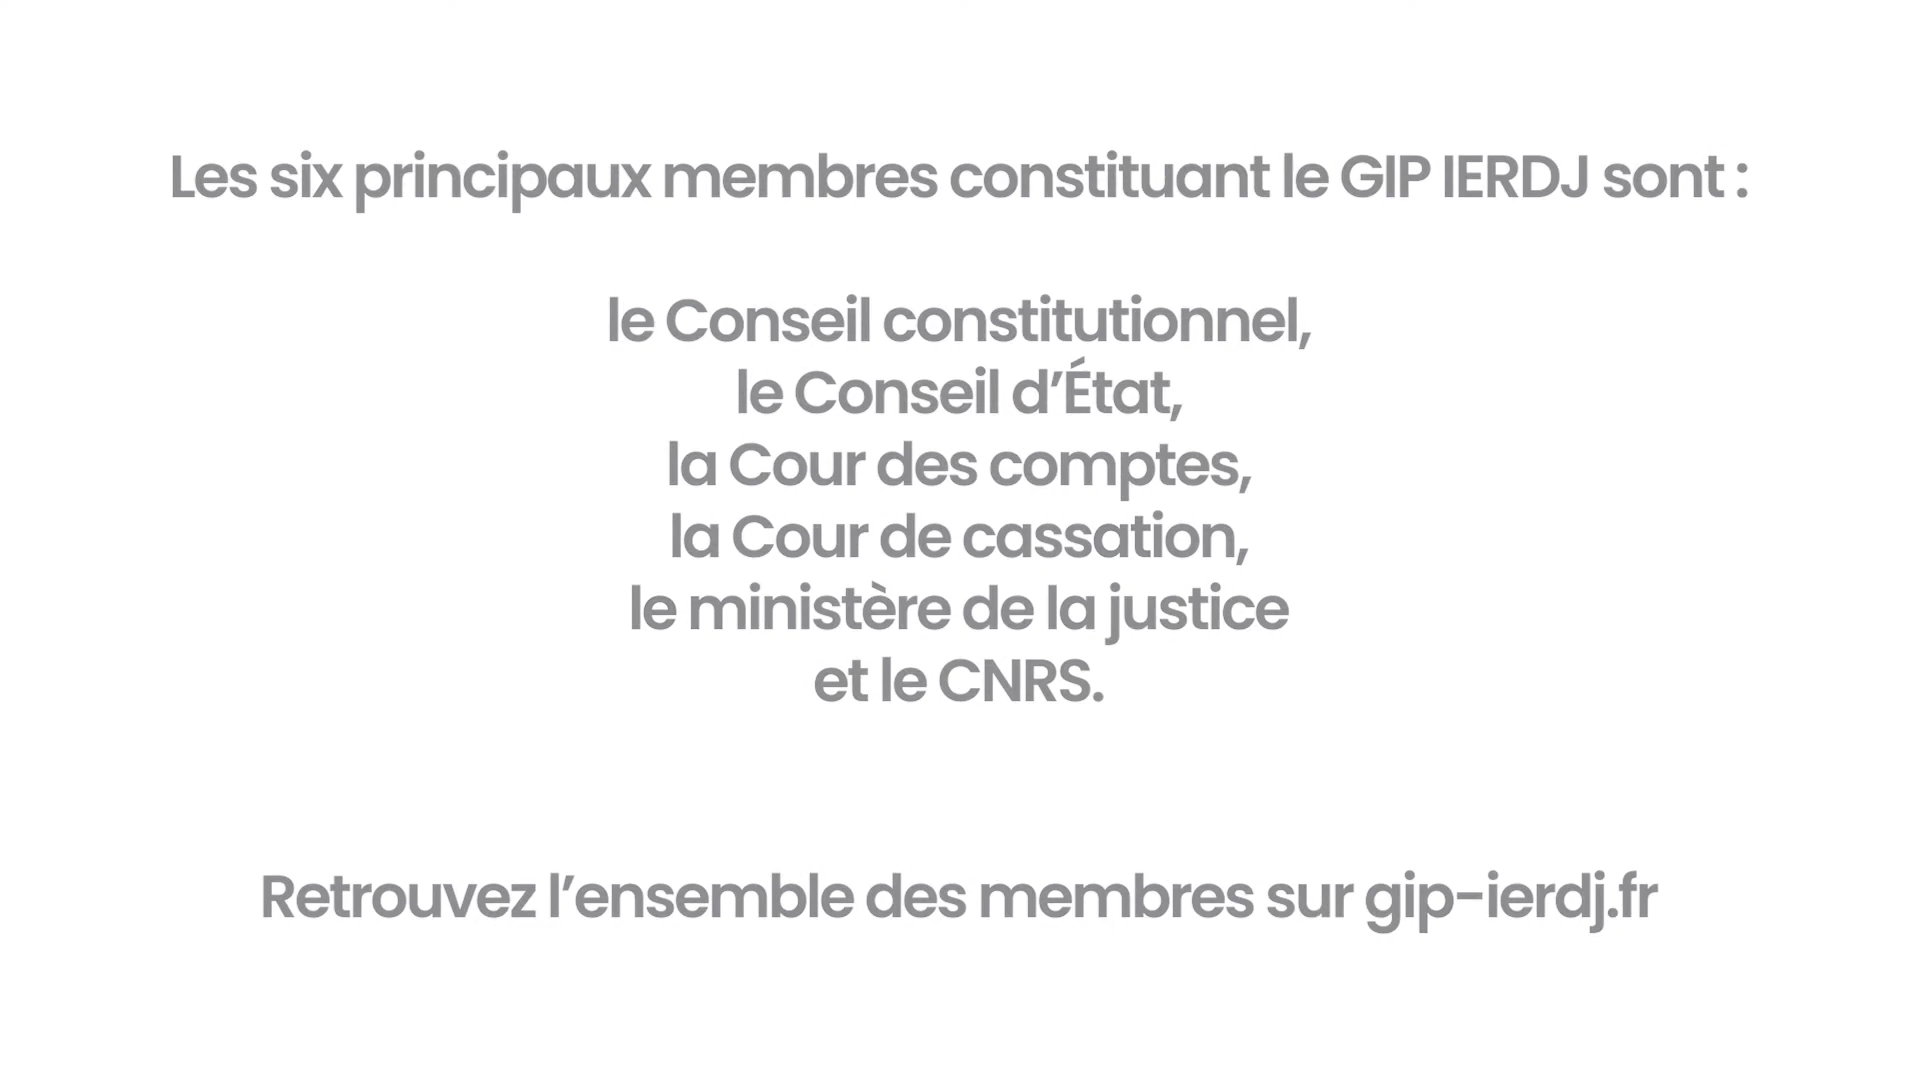 Les six principaux membres constituant le GIP IERDJ sont :
le Conseil constitutionnel,
le Conseil d’État,
la Cour des comptes,
la Cour de cassation,
le ministère de la justice
et le CNRS.
Retrouvez l’ensemble des membres sur gip-ierdj.fr